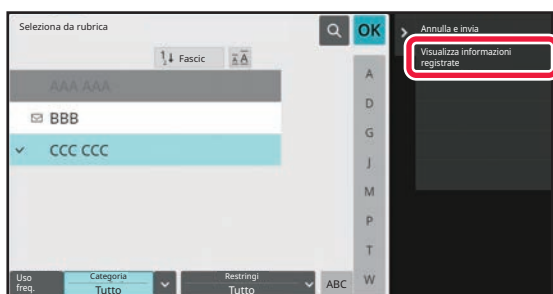 Seleziona da rubrica
OK
Annulla e invia
Visualizza informazioni
registrate
Fascic
AAA AAA
BBB
CCC CCC
A
D
G
J
M
P
T
W
Uso
freq.
Categoria
Tutto
Restringi
Tutto
ABC